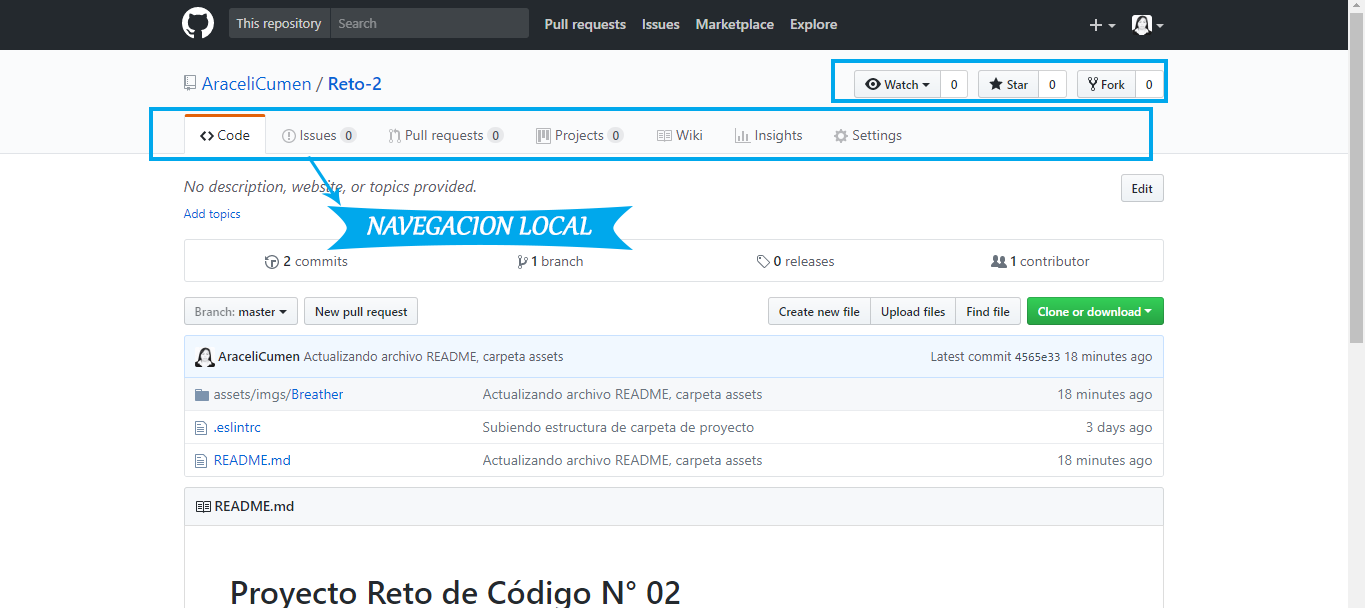 This repository Search Pull requests Issues Marketplace Explore
AraceliCumen / Reto-2 Watch 0 Star 0 Fork 0
Code Issues 0 Pull requests 0 Projects 0 Wiki Insights Settings
No description, website, or topics provided. Edit
Add topics
NAVEGACION LOCAL
2 commits 1 branch 0 releases 1 contributor
Branch: master New pull request Create new file Upload files Find file Clone or download
AraceliCumen Actualizando archivo README, carpeta assets Latest commit 4565e33 18 minutes ago
assets/imgs/Breather Actualizando archivo README, carpeta assets 18 minutes ago
.eslintrc Subiendo estructura de carpeta de proyecto 3 days ago
README.md Actualizando archivo README, carpeta assets 18 minutes ago
README.md
Proyecto Reto de Código N° 02